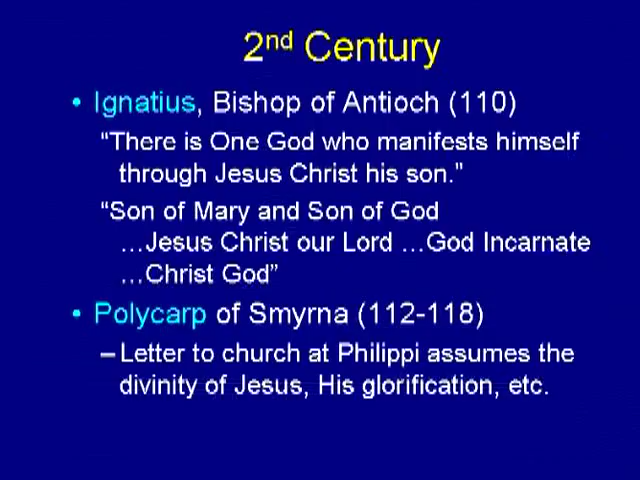 2nd Century
• Ignatius, Bishop of Antioch (110)
“There is One God who manifests himself
through Jesus Christ his son."
“Son of Mary and Son of God
…Jesus Christ our Lord …God Incarnate
…Christ God”
• Polycarp of Smyrna (112-118)
– Letter to church at Philippi assumes the
divinity of Jesus, His glorification, etc.